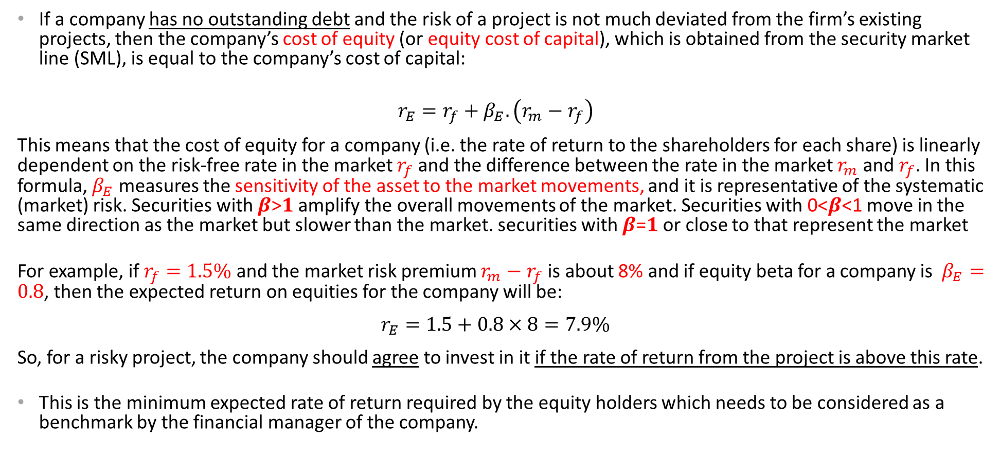 • If a company has no outstanding debt and the risk of a project is not much deviated from the firm’s existing
projects, then the company’s cost of equity (or equity cost of capital), which is obtained from the security market
line (SML), is equal to the company’s cost of capital:
r_E = r_f + β_E. (r_m − r_f)
This means that the cost of equity for a company (i.e. the rate of return to the shareholders for each share) is linearly
dependent on the risk-free rate in the market r_f and the difference between the rate in the market r_m and r_f. In this
formula, β_E measures the sensitivity of the asset to the market movements, and it is representative of the systematic
(market) risk. Securities with β>1 amplify the overall movements of the market. Securities with 0<β<1 move in the
same direction as the market but slower than the market. securities with β=1 or close to that represent the market
For example, if r_f = 1.5% and the market risk premium r_m − r_f is about 8% and if equity beta for a company is β_E =
0.8, then the expected return on equities for the company will be:
r_E = 1.5 + 0.8 × 8 = 7.9%
So, for a risky project, the company should agree to invest in it if the rate of return from the project is above this rate.
• This is the minimum expected rate of return required by the equity holders which needs to be considered as a
benchmark by the financial manager of the company.